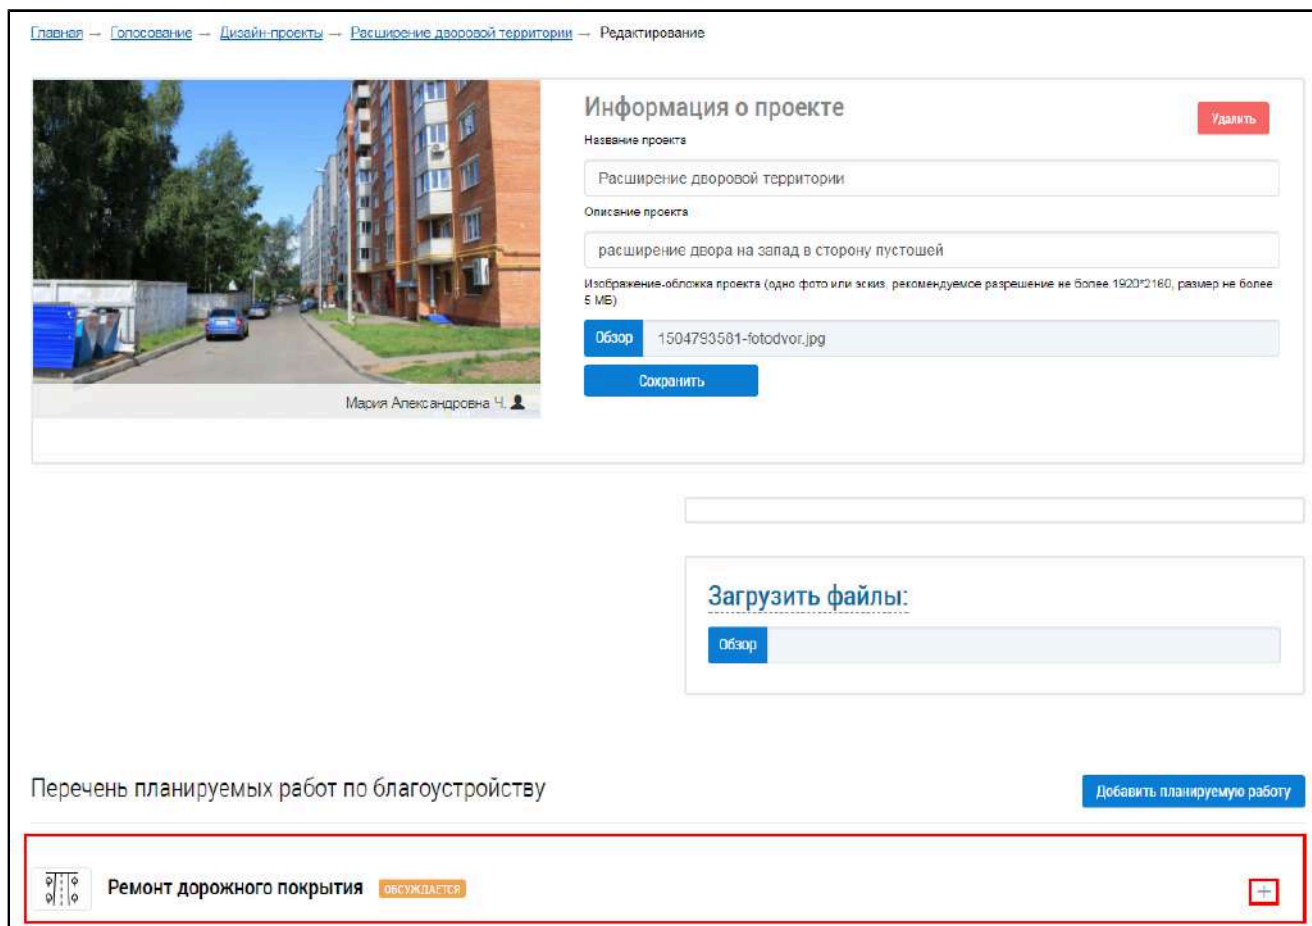 Главная → Голосование → Дизайн-проекты → Расширение дворовой территории → Редактирование
Информация о проекте
Удалить
Название проекта
Расширение дворовой территории
Описание проекта
расширение двора на запад в сторону пустошей
Изображение-обложка проекта (одно фото или эскиз, рекомендуемое разрешение не более 1920*2160, размер не более
5 МБ)
Обзор 1504793581-fotodvor.jpg
Сохранить
Мария Александровна Ч.
Загрузить файлы:
Обзор
Перечень планируемых работ по благоустройству
Добавить планируемую работу
Ремонт дорожного покрытия ОБСУЖДАЕТСЯ
+